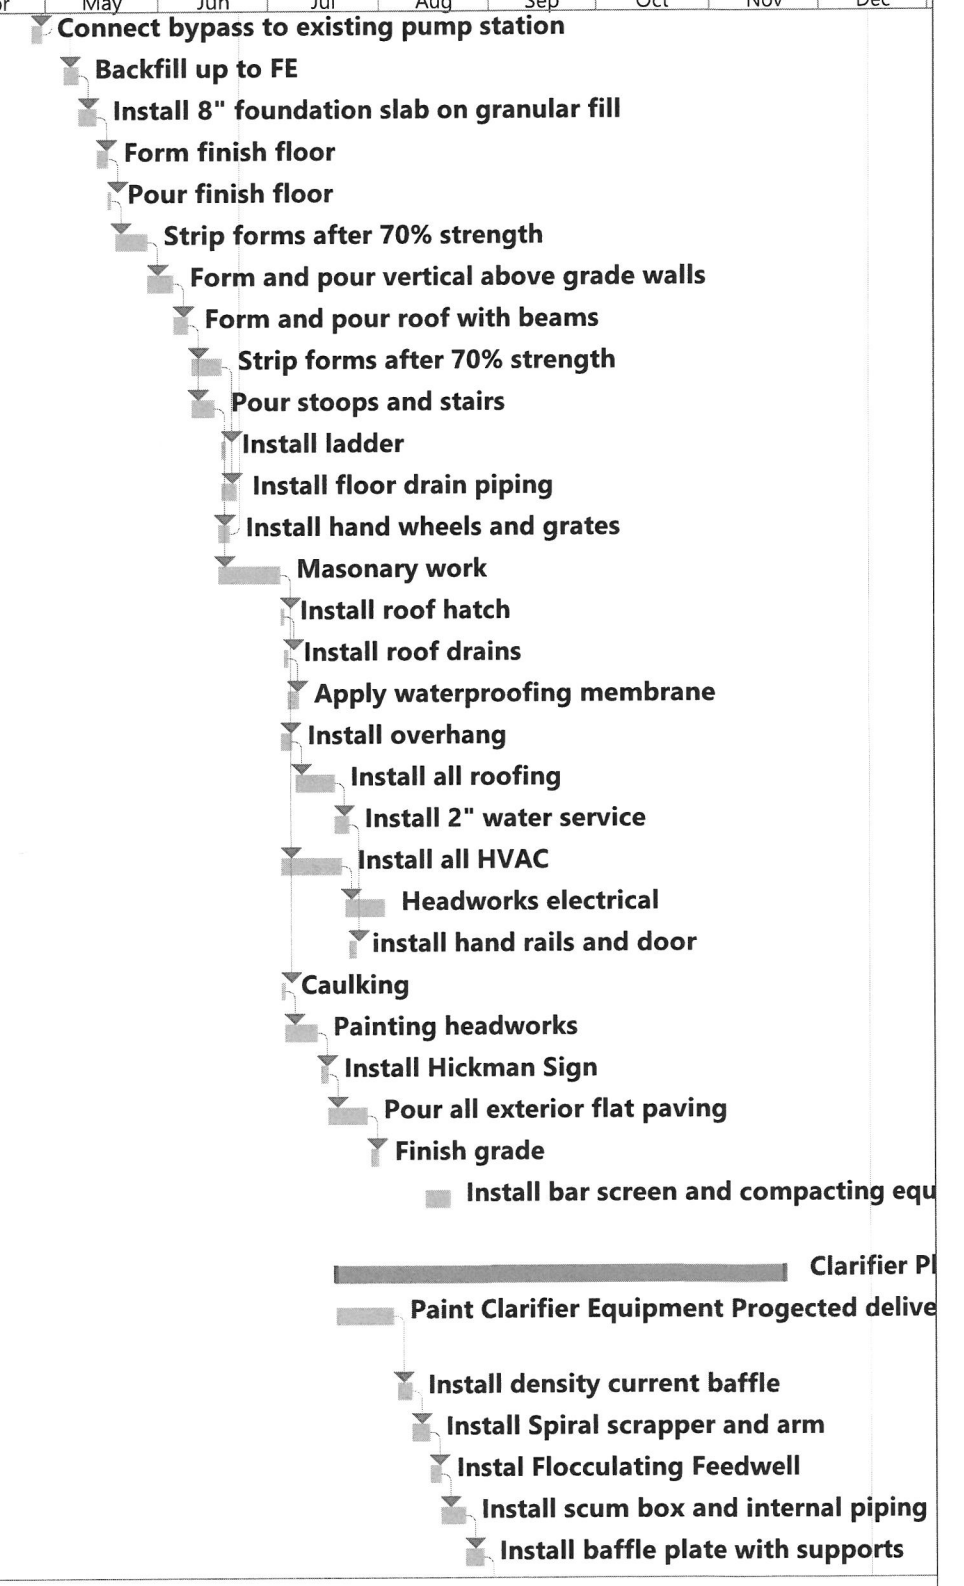 May Jun Jul Aug Sep Oct Nov Dec
Connect bypass to existing pump station
Backfill up to FE
Install 8" foundation slab on granular fill
Form finish floor
Pour finish floor
Strip forms after 70% strength
Form and pour vertical above grade walls
Form and pour roof with beams
Strip forms after 70% strength
Pour stoops and stairs
Install ladder
Install floor drain piping
Install hand wheels and grates
Masonary work
Install roof hatch
Install roof drains
Apply waterproofing membrane
Install overhang
Install all roofing
Install 2" water service
Install all HVAC
Headworks electrical
install hand rails and door
Caulking
Painting headworks
Install Hickman Sign
Pour all exterior flat paving
Finish grade
Install bar screen and compacting equ
Clarifier Pl
Paint Clarifier Equipment Progected delive
Install density current baffle
Install Spiral scrapper and arm
Instal Flocculating Feedwell
Install scum box and internal piping
Install baffle plate with supports